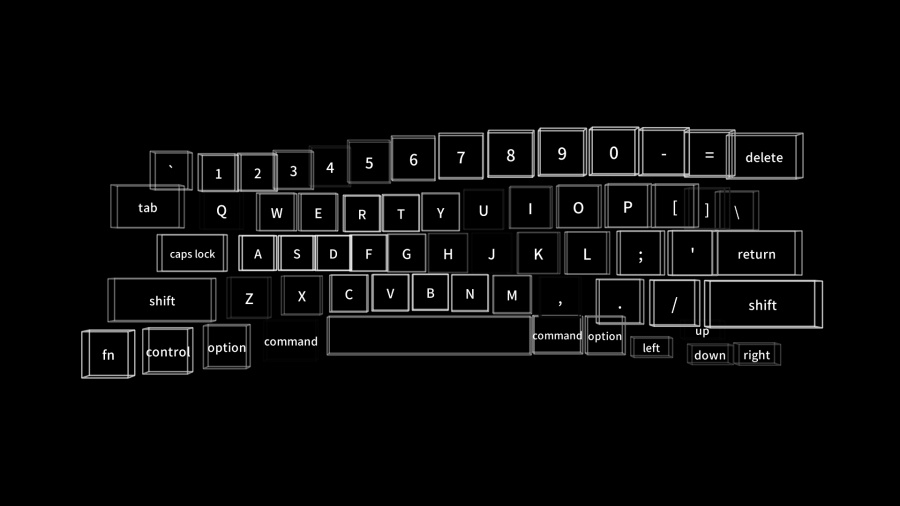 ` 1 2 3 4 5 6 7 8 9 0 - = delete
tab Q W E R T Y U I O P [ ] \
caps lock A S D F G H J K L ; ' return
shift Z X C V B N M , . / shift
fn control option command command option left up down right